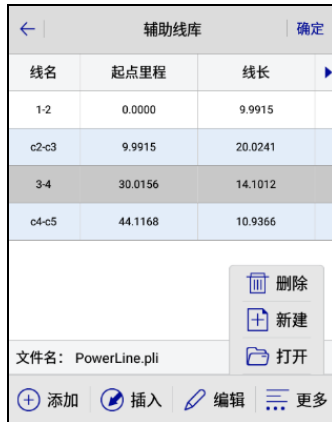 辅助线库 确定
线名 起点里程 线长
1-2 0.0000 9.9915
c2-c3 9.9915 20.0241
3-4 30.0156 14.1012
c4-c5 44.1168 10.9366
删除
新建
文件名： PowerLine.pli 打开
添加 插入 编辑 更多